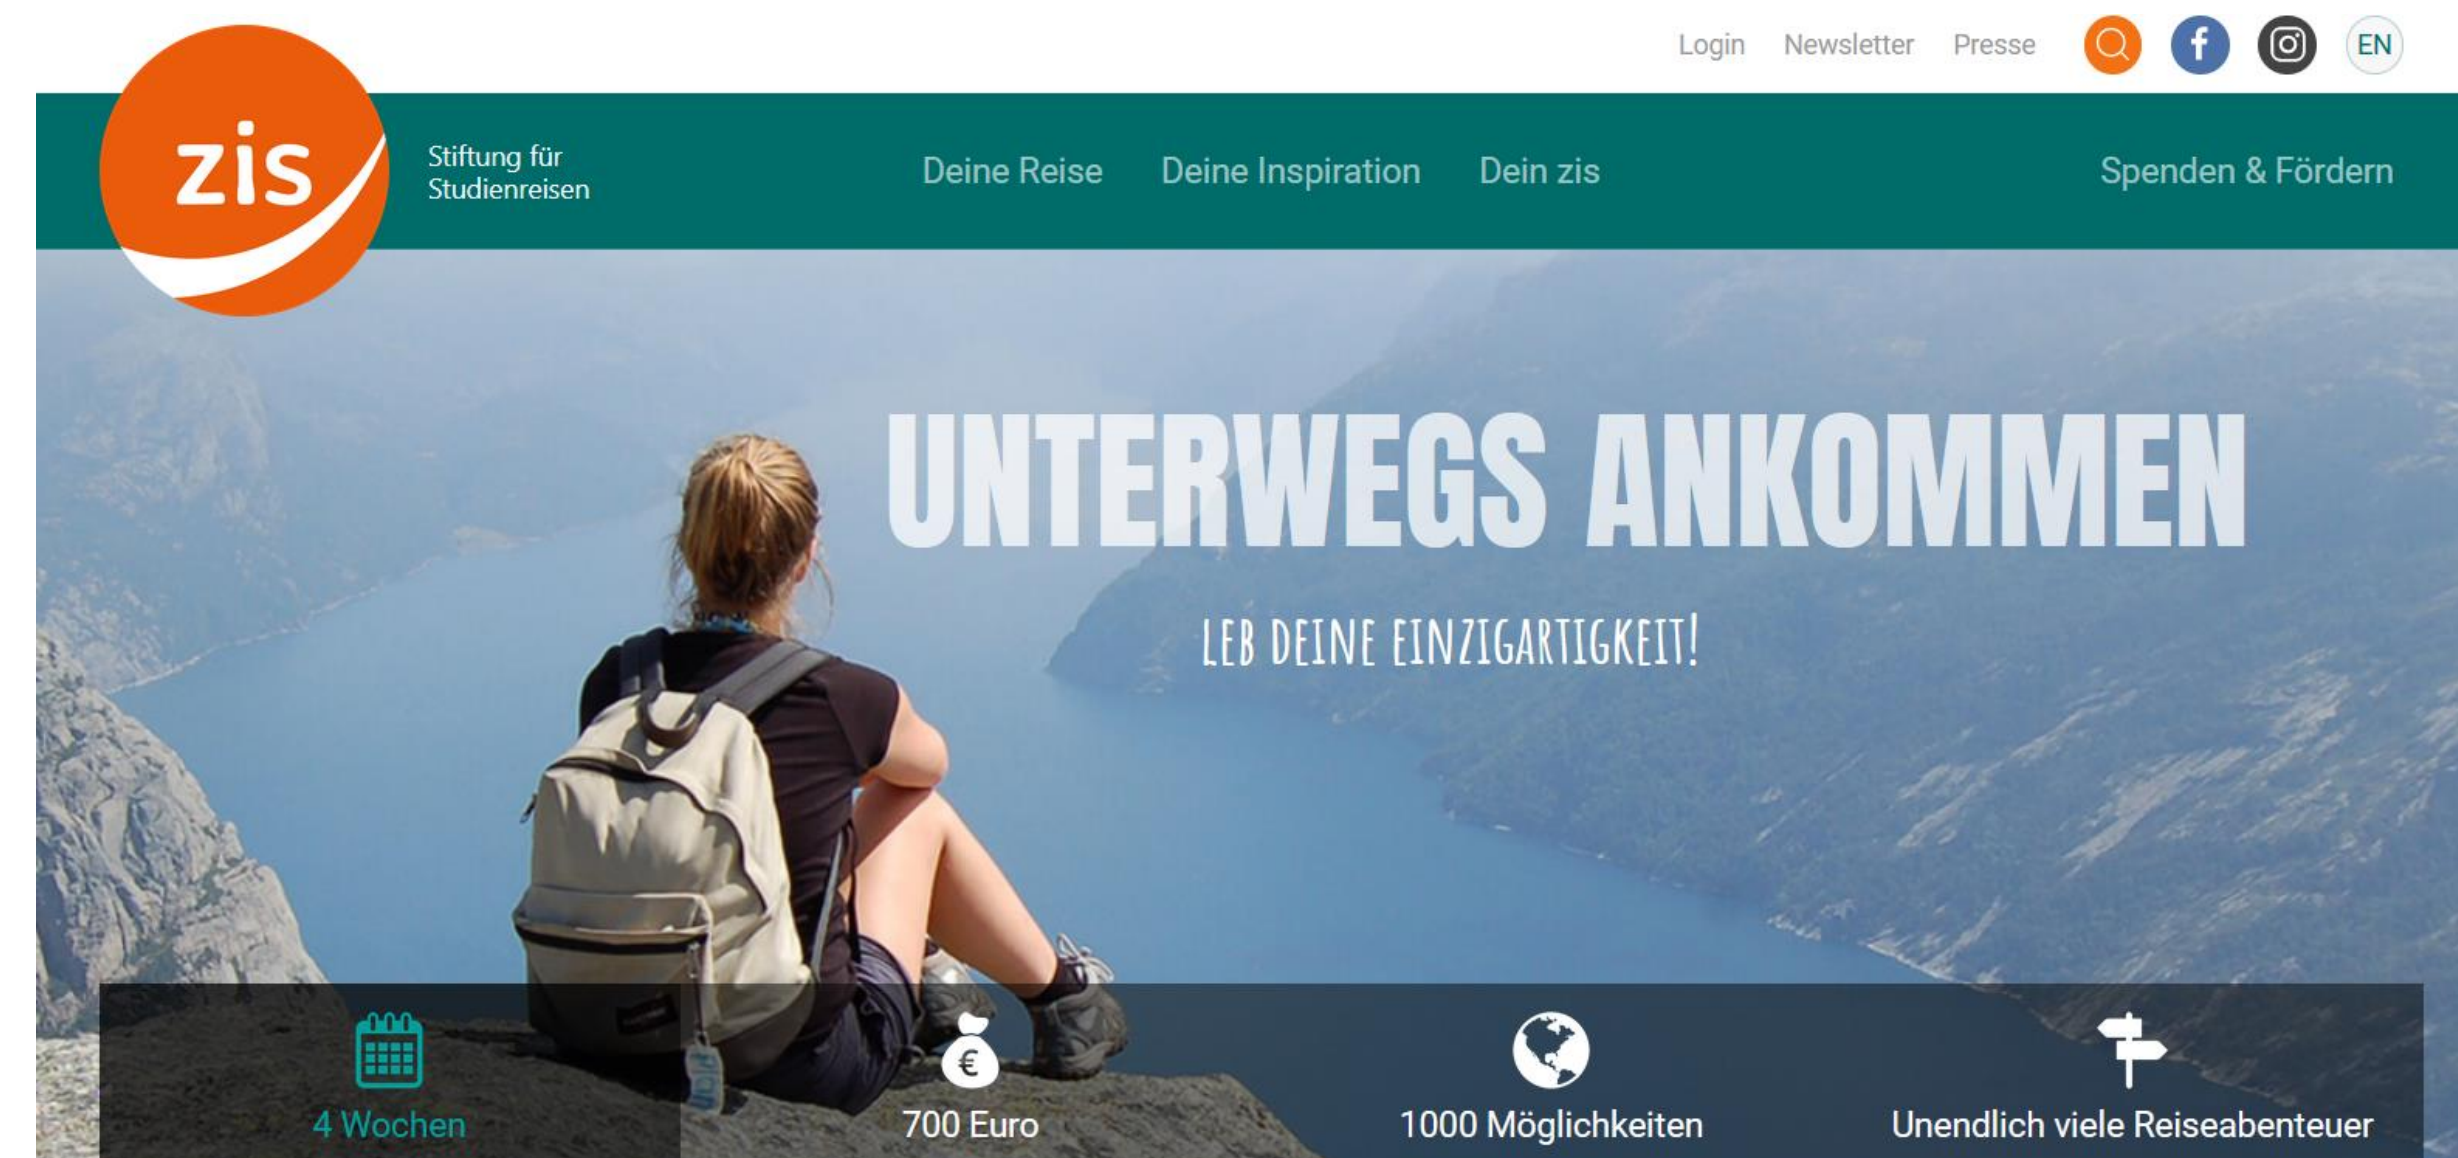 Login Newsletter Presse EN
zis
Stiftung für
Studienreisen
Deine Reise Deine Inspiration Dein zis Spenden & Fördern
UNTERWEGS ANKOMMEN
LEB DEINE EINZIGARTIGKEIT!
€
4 Wochen 700 Euro 1000 Möglichkeiten Unendlich viele Reiseabenteuer